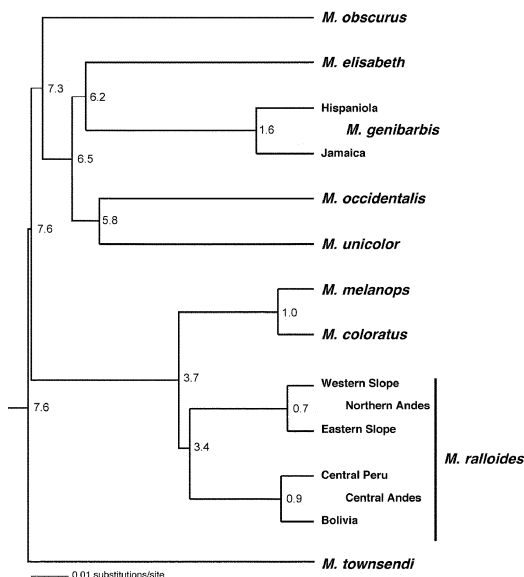 M. obscurus
7.3
M. elisabeth
6.2
Hispaniola
1.6
M. genibarbis
Jamaica
6.5
M. occidentalis
5.8
7.6
M. unicolor
M. melanops
1.0
M. coloratus
3.7
Western Slope
0.7
Northern Andes
7.6
Eastern Slope
3.4
M. ralloides
Central Peru
0.9
Central Andes
Bolivia
M. townsendi
0.01 substitutions/site